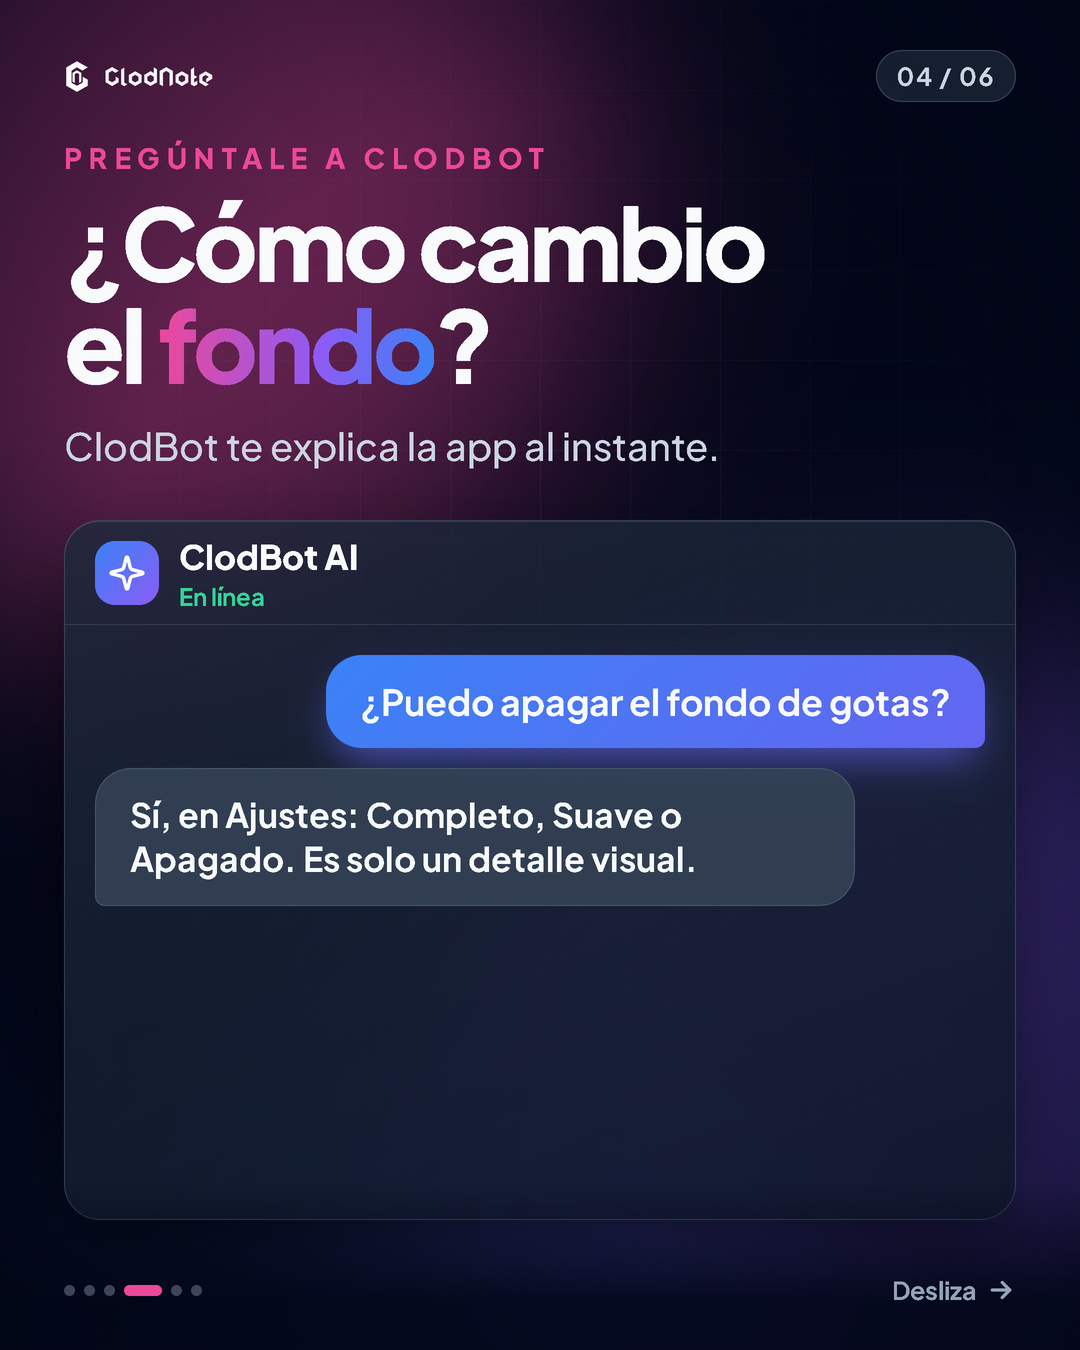 ClodNote
04 / 06
PREGÚNTALE A CLODBOT
¿Cómo cambio
el fondo?
ClodBot te explica la app al instante.
ClodBot AI
En línea
¿Puedo apagar el fondo de gotas?
Sí, en Ajustes: Completo, Suave o
Apagado. Es solo un detalle visual.
Desliza →